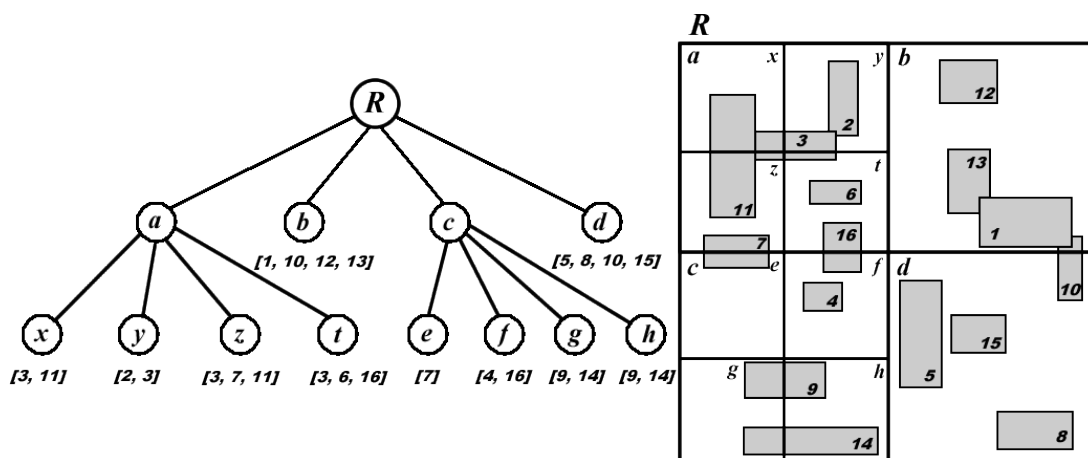 R
a b c d
[1, 10, 12, 13] [5, 8, 10, 15]
x y z t e f g h
[3, 11] [2, 3] [3, 7, 11] [3, 6, 16] [7] [4, 16] [9, 14] [9, 14]
R
a x y b
12
2
3
13
z t
6
11
16
1
7
c e f d
10
4
15
5
g h
9
8
14